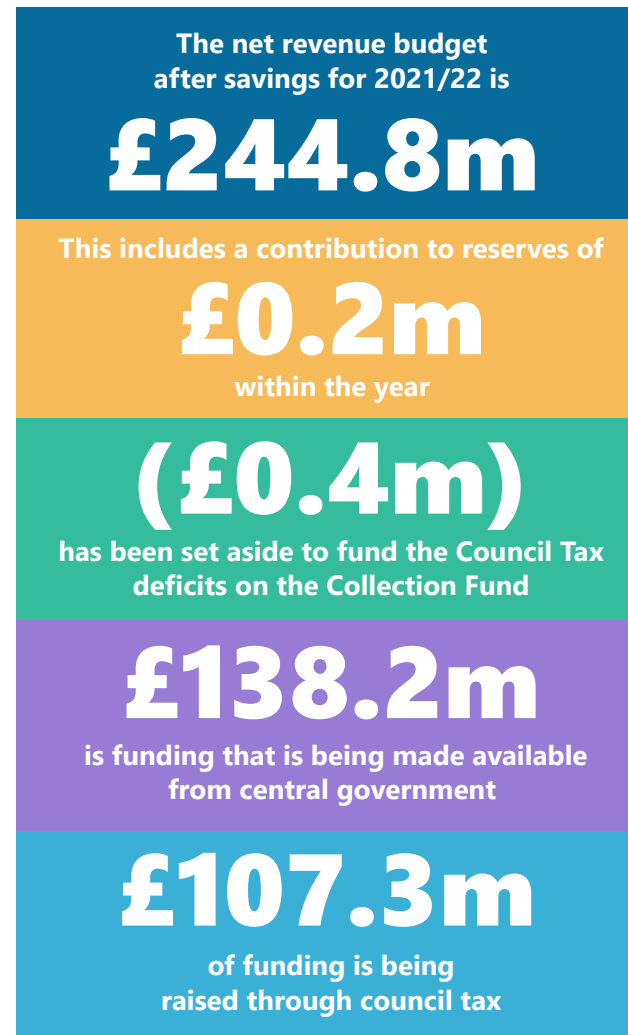 The net revenue budget
after savings for 2021/22 is
£244.8m
This includes a contribution to reserves of
£0.2m
within the year
(£0.4m)
has been set aside to fund the Council Tax
deficits on the Collection Fund
£138.2m
is funding that is being made available
from central government
£107.3m
of funding is being
raised through council tax